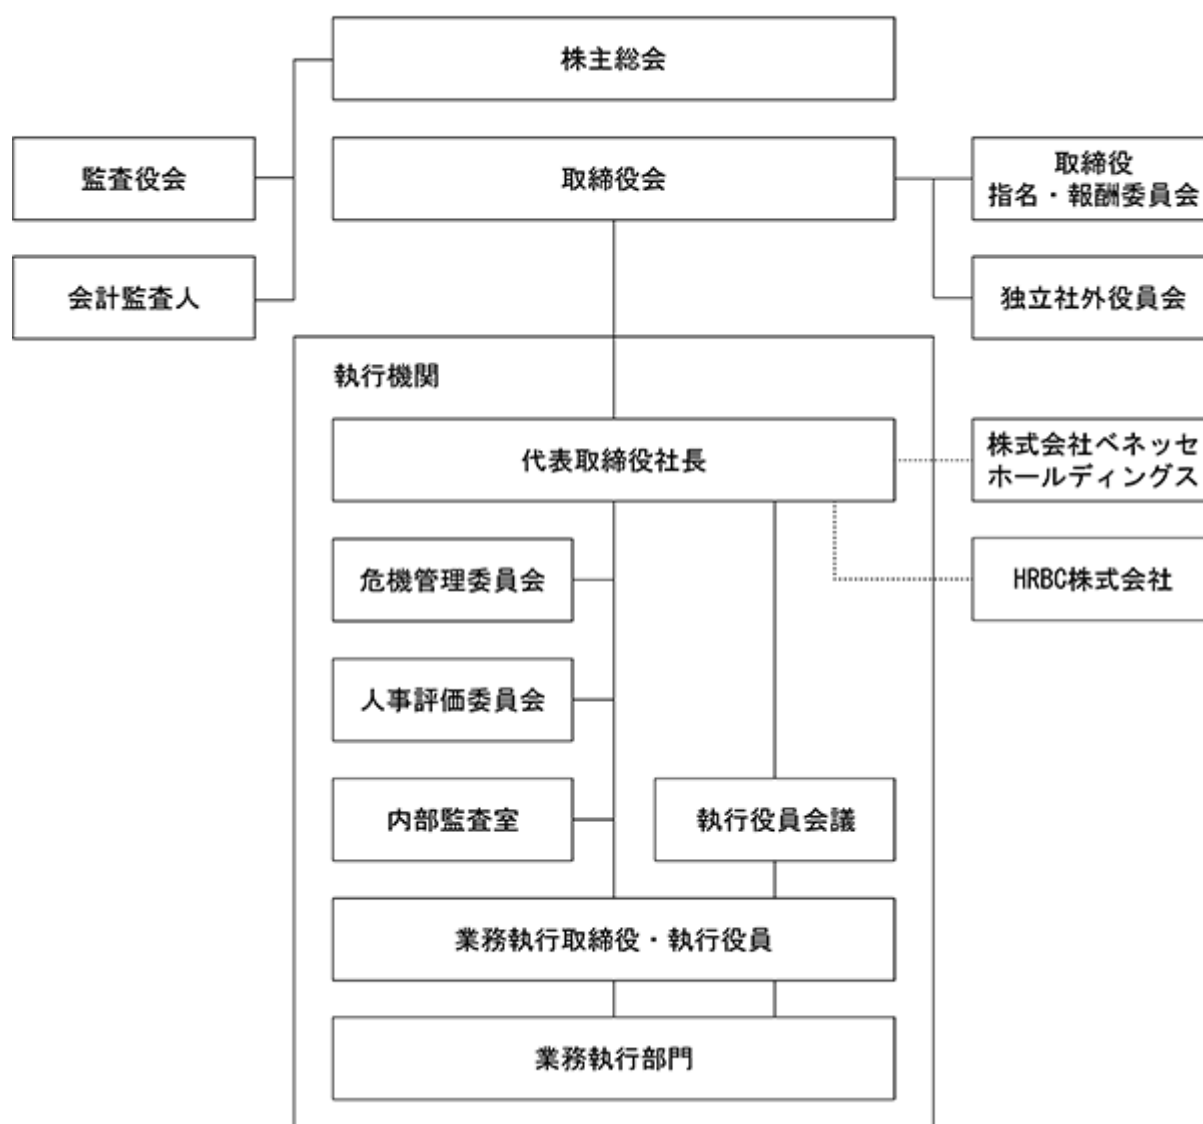 株主総会
監査役会
取締役会
取締役
指名・報酬委員会
会計監査人
独立社外役員会
執行機関
代表取締役社長
株式会社ベネッセ
ホールディングス
危機管理委員会
HRBC株式会社
人事評価委員会
内部監査室
執行役員会議
業務執行取締役・執行役員
業務執行部門